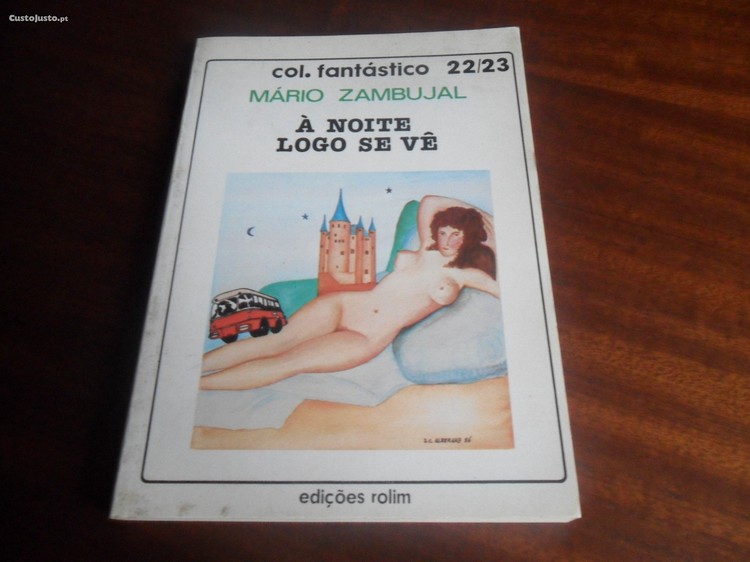 CustoJusto.pt
col. fantástico 22/23
MÁRIO ZAMBUJAL
À NOITE
LOGO SE VÊ
edições rolim